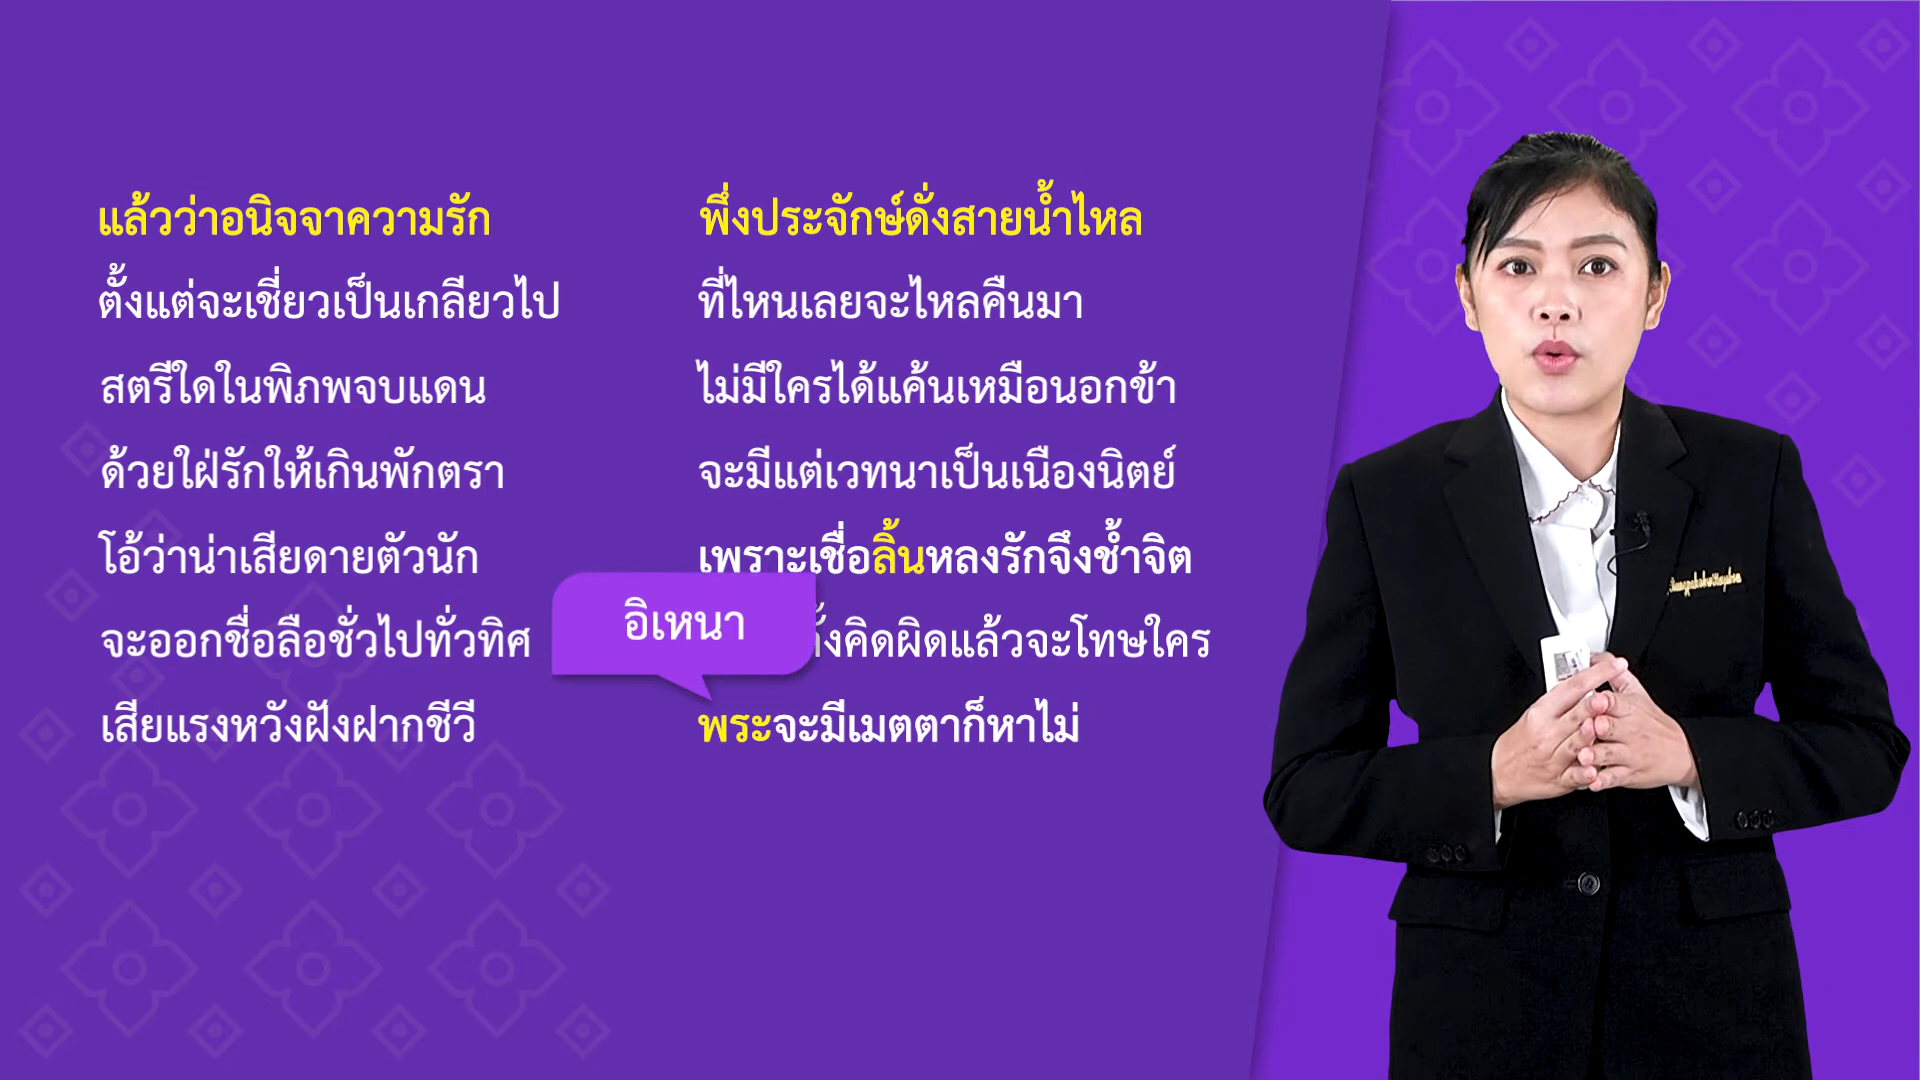 แล้วว่าอนิจจาความรัก พึ่งประจักษ์ดั่งสายน้ำไหล
ตั้งแต่จะเชี่ยวเป็นเกลียวไป ที่ไหนเลยจะไหลคืนมา
สตรีใดในพิภพจบแดน ไม่มีใครได้แค้นเหมือนอกข้า
ด้วยใฝ่รักให้เกินพักตรา จะมีแต่เวทนาเป็นเนืองนิตย์
โอ้ว่าน่าเสียดายตัวนัก เพราะเชื่อลิ้นหลงรักจึงช้ำจิต
จะออกชื่อลือชั่วไปทั่วทิศ คิดผิดแล้วจะโทษใคร
อิเหนา
เสียแรงหวังฝังฝากชีวี พระจะมีเมตตาก็หาไม่